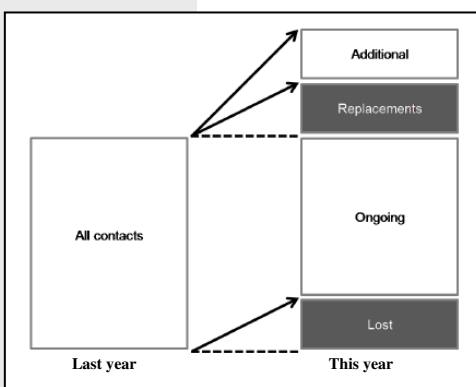 Additional
Replacements
All contacts
Ongoing
Lost
Last year
This year